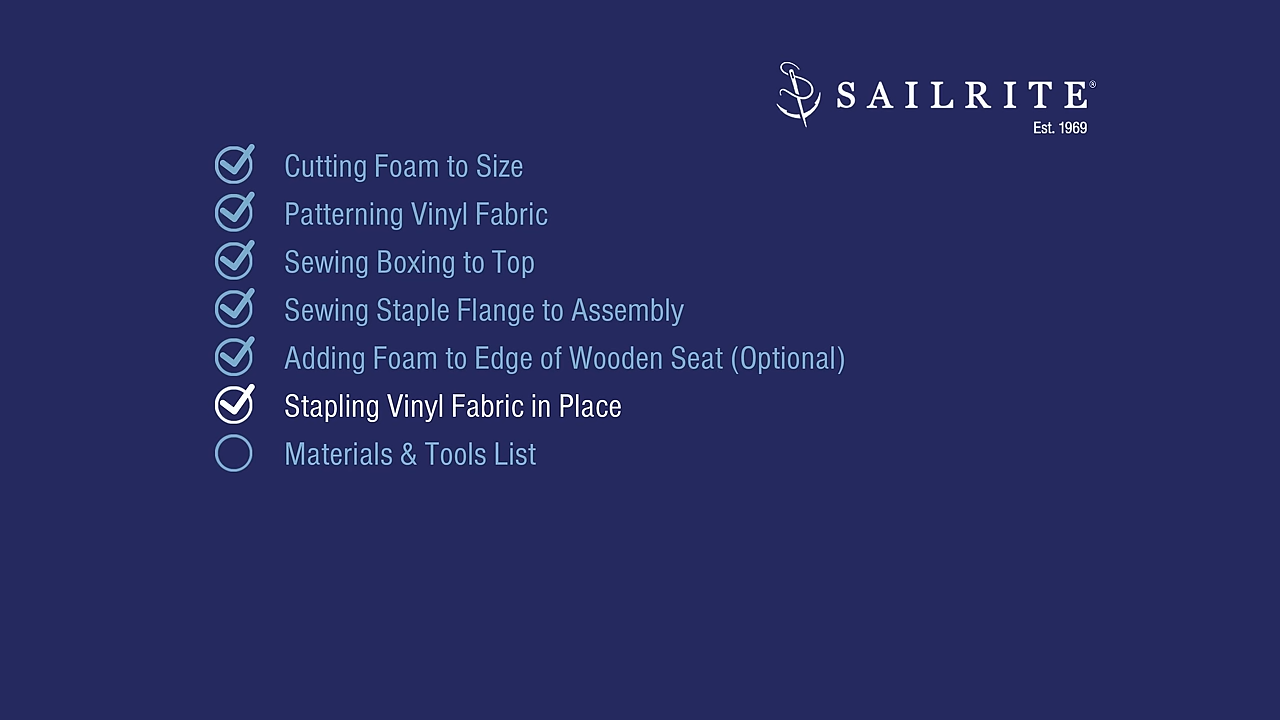 SAILRITE®
Est. 1969
Cutting Foam to Size
Patterning Vinyl Fabric
Sewing Boxing to Top
Sewing Staple Flange to Assembly
Adding Foam to Edge of Wooden Seat (Optional)
Stapling Vinyl Fabric in Place
Materials & Tools List